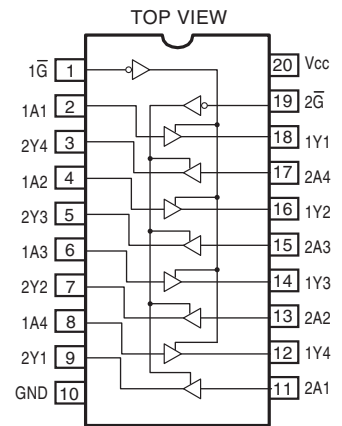 TOP VIEW
1G̅ 1 20 Vcc
1A1 2 19 2G̅
2Y4 3 18 1Y1
1A2 4 17 2A4
2Y3 5 16 1Y2
1A3 6 15 2A3
2Y2 7 14 1Y3
1A4 8 13 2A2
2Y1 9 12 1Y4
GND 10 11 2A1